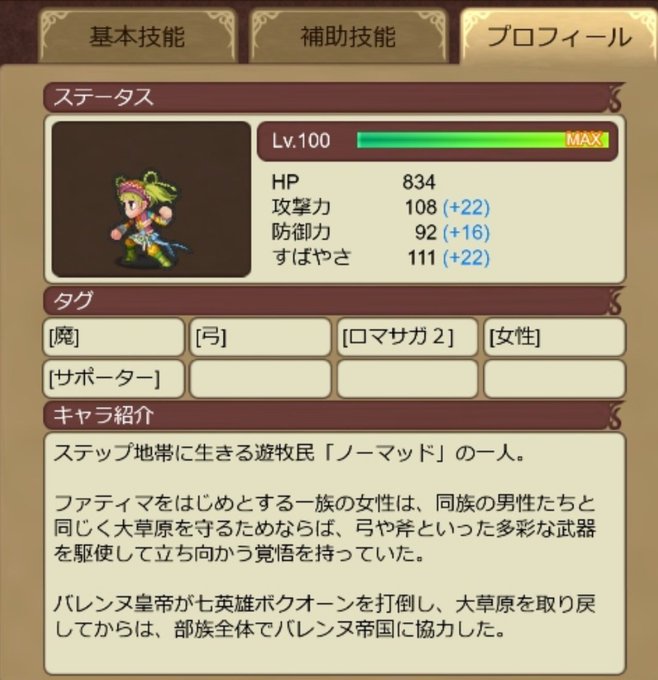 基本技能
補助技能
プロフィール
ステータス
Lv.100
MAX
HP 834
攻撃力 108 (+22)
防御力 92 (+16)
すばやさ 111 (+22)
タグ
[魔] [弓] [ロマサガ２] [女性]
[サポーター]
キャラ紹介
ステップ地帯に生きる遊牧民「ノーマッド」の一人。
ファティマをはじめとする一族の女性は、同族の男性たちと
同じく大草原を守るためならば、弓や斧といった多彩な武器
を駆使して立ち向かう覚悟を持っていた。
バレンヌ皇帝が七英雄ボクオーンを打倒し、大草原を取り戻
してからは、部族全体でバレンヌ帝国に協力した。